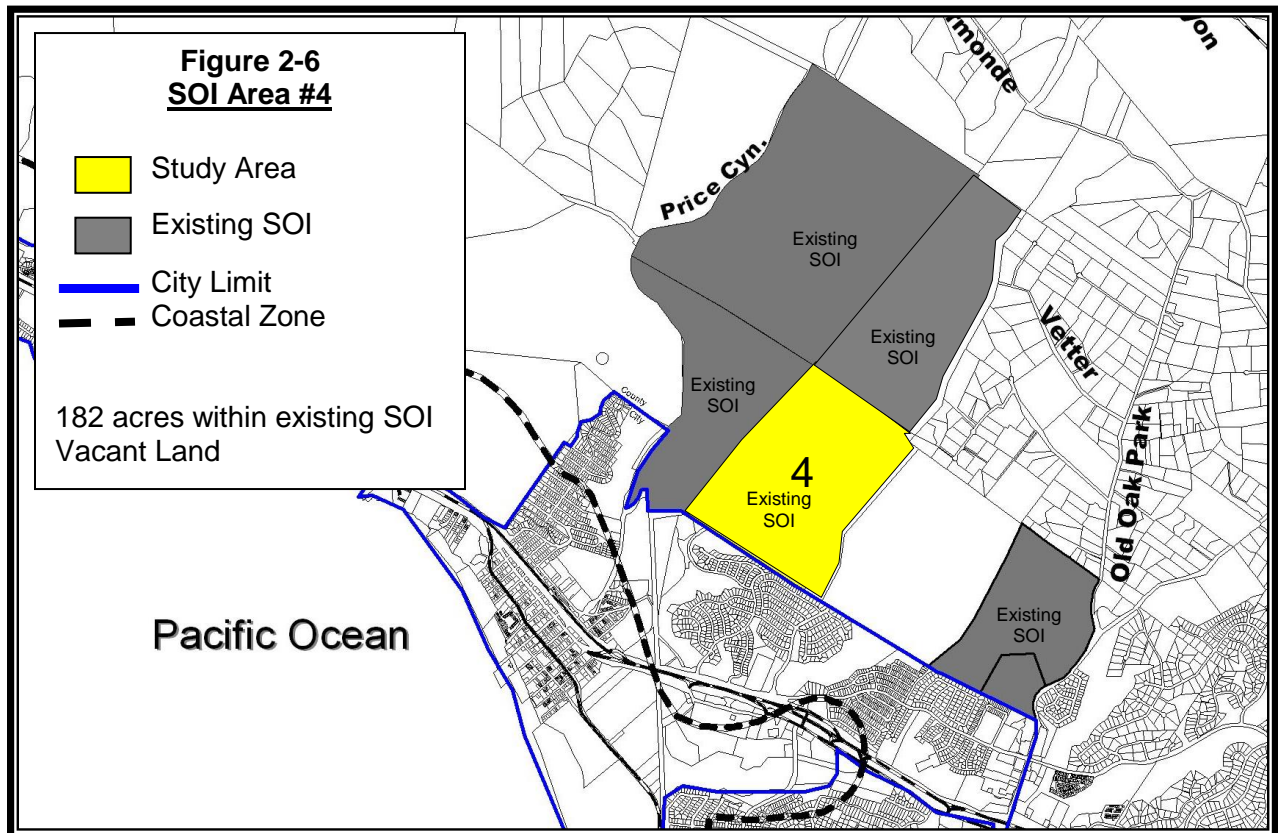 Figure 2-6
SOI Area #4
Study Area
Existing SOI
City Limit
Coastal Zone
182 acres within existing SOI
Vacant Land
rmonde
yon
Price Cyn.
Existing
SOI
Existing
SOI
Existing
SOI
Vetter
Old Oak Park
County
City
4
Existing
SOI
Existing
SOI
Pacific Ocean